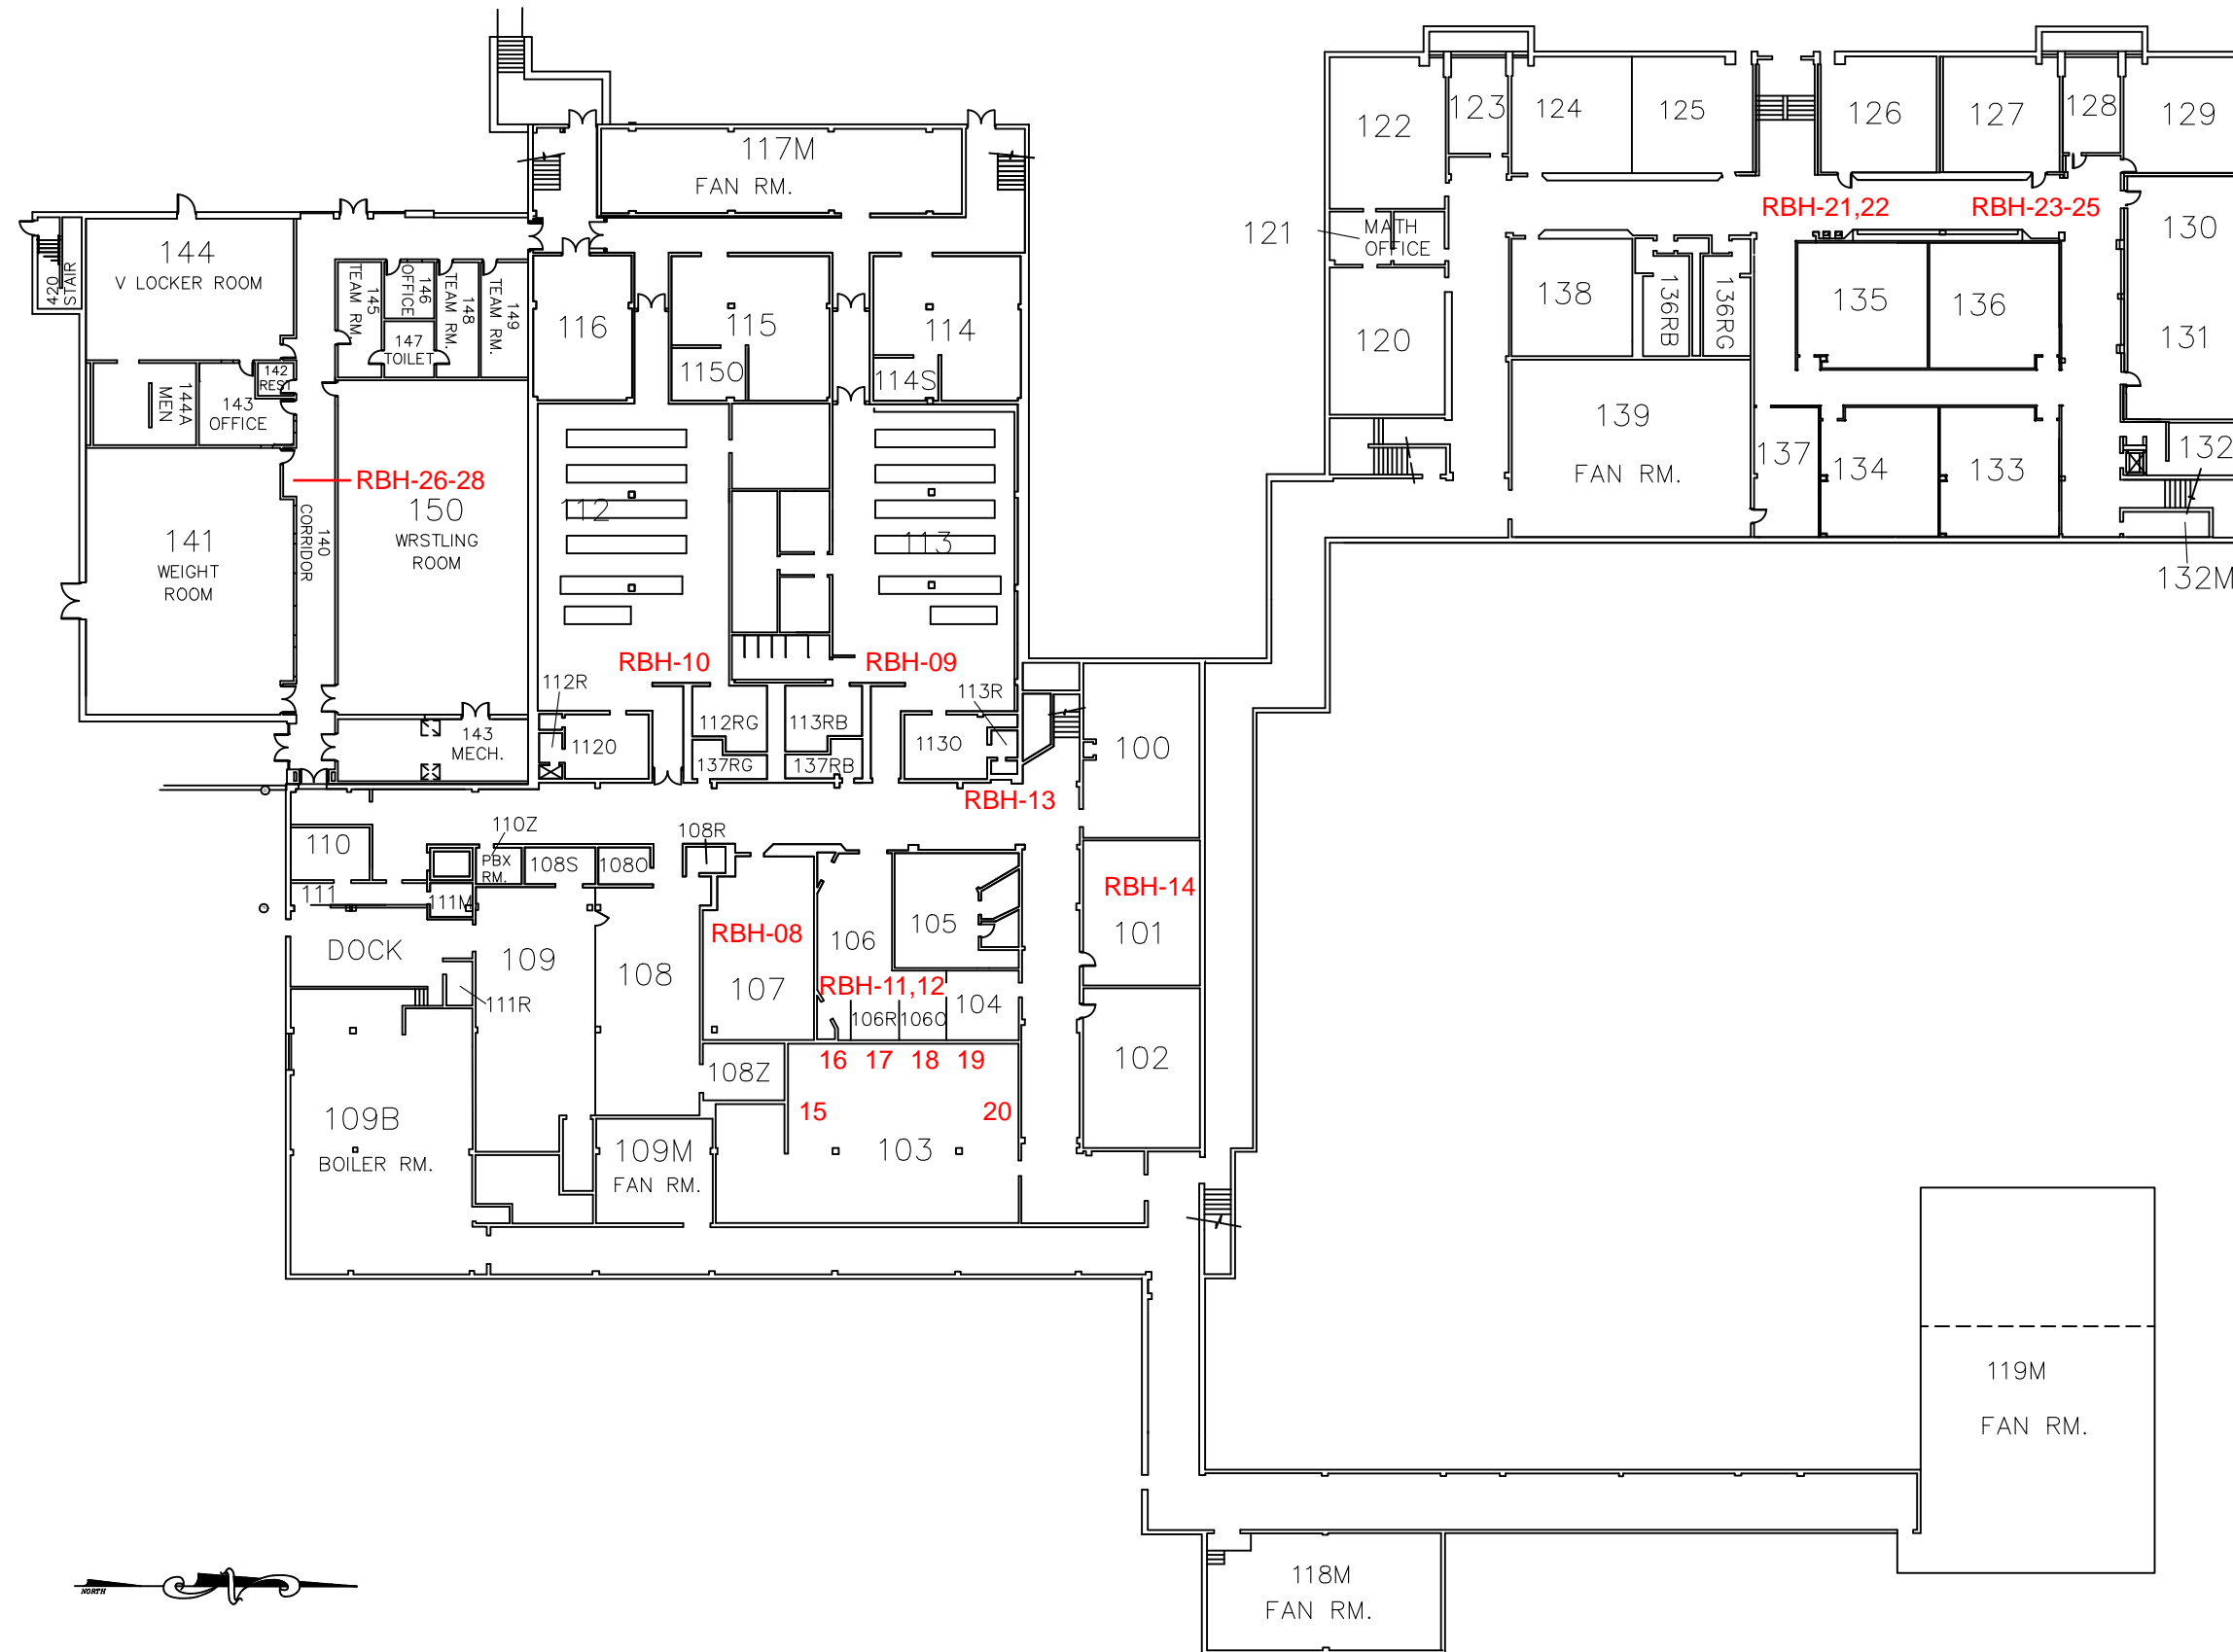 117M
FAN RM.
122
123
124
125
126
127
128
129
RBH-21,22
RBH-23-25
121
MATH
OFFICE
130
144
V LOCKER ROOM
420
STAIR
TEAM RM.
145
OFFICE
146
TEAM RM.
148
TEAM RM.
149
147
TOILET
116
115
1150
114
114S
120
138
136RB
136RG
135
136
131
142
REST
144A
MEN
143
OFFICE
139
FAN RM.
137
134
133
132
132M
RBH-26-28
150
WRSTLING
ROOM
CORRIDOR
140
141
WEIGHT
ROOM
112
113
RBH-10
RBH-09
112R
113R
112RG
113RB
1120
1130
137RG
137RB
143
MECH.
100
RBH-13
110
110Z
PBX
RM.
108S
1080
108R
111
111M
RBH-14
101
DOCK
109
108
RBH-08
107
106
105
RBH-11,12
104
111R
106R
106O
102
16 17 18 19
108Z
15
20
103
109B
BOILER RM.
109M
FAN RM.
119M
FAN RM.
118M
FAN RM.
NORTH